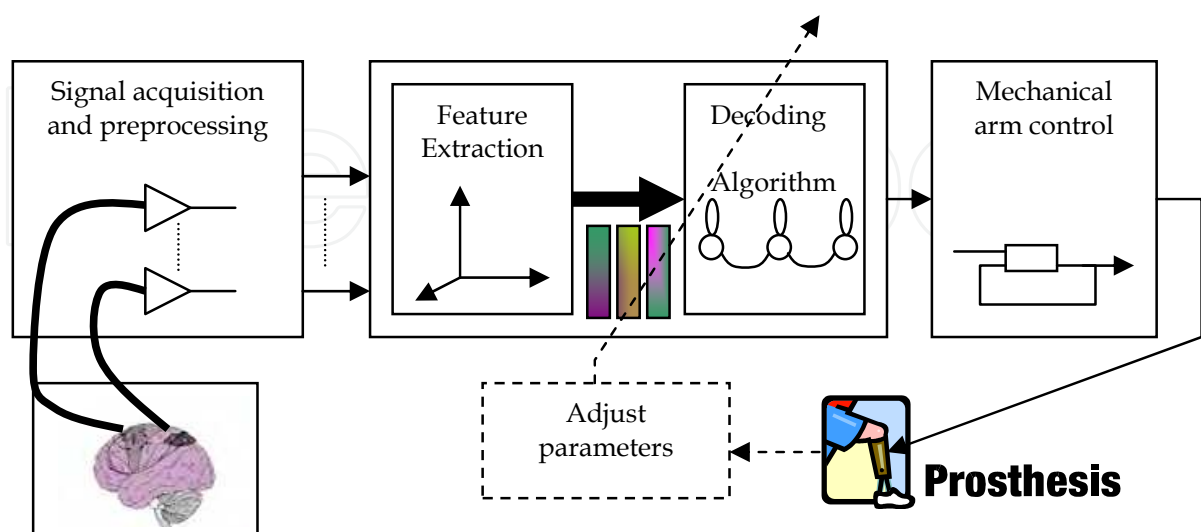 Signal acquisition
and preprocessing
Feature
Extraction
Decoding
Algorithm
Mechanical
arm control
Adjust
parameters
Prosthesis